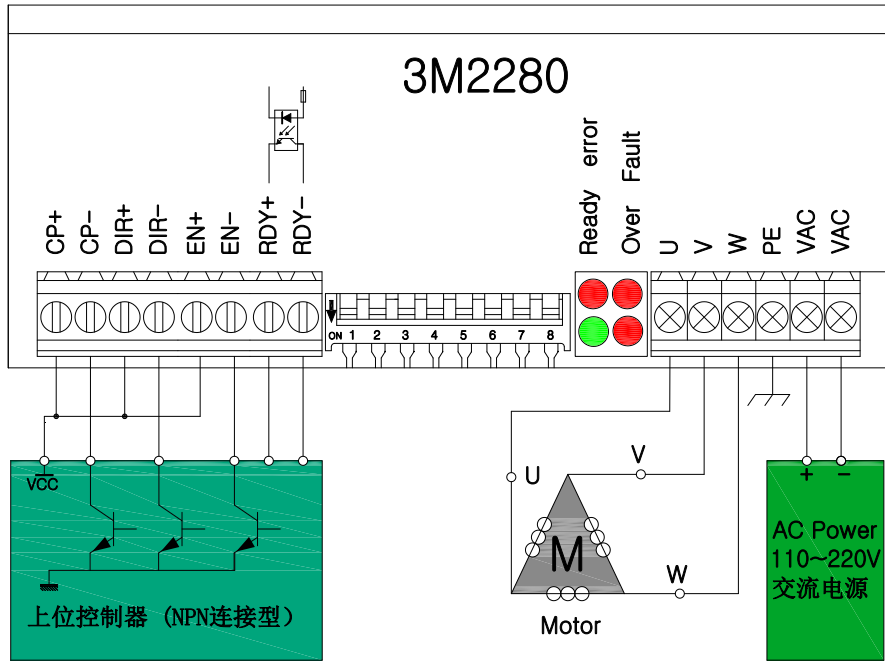 3M2280
CP+
CP-
DIR+
DIR-
EN+
EN-
RDY+
RDY-
Ready error
Over Fault
U
V
W
PE
VAC
VAC
ON 1 2 3 4 5 6 7 8
VCC
上位控制器 (NPN连接型)
U
V
M
W
Motor
+ -
AC Power
110~220V
交流电源